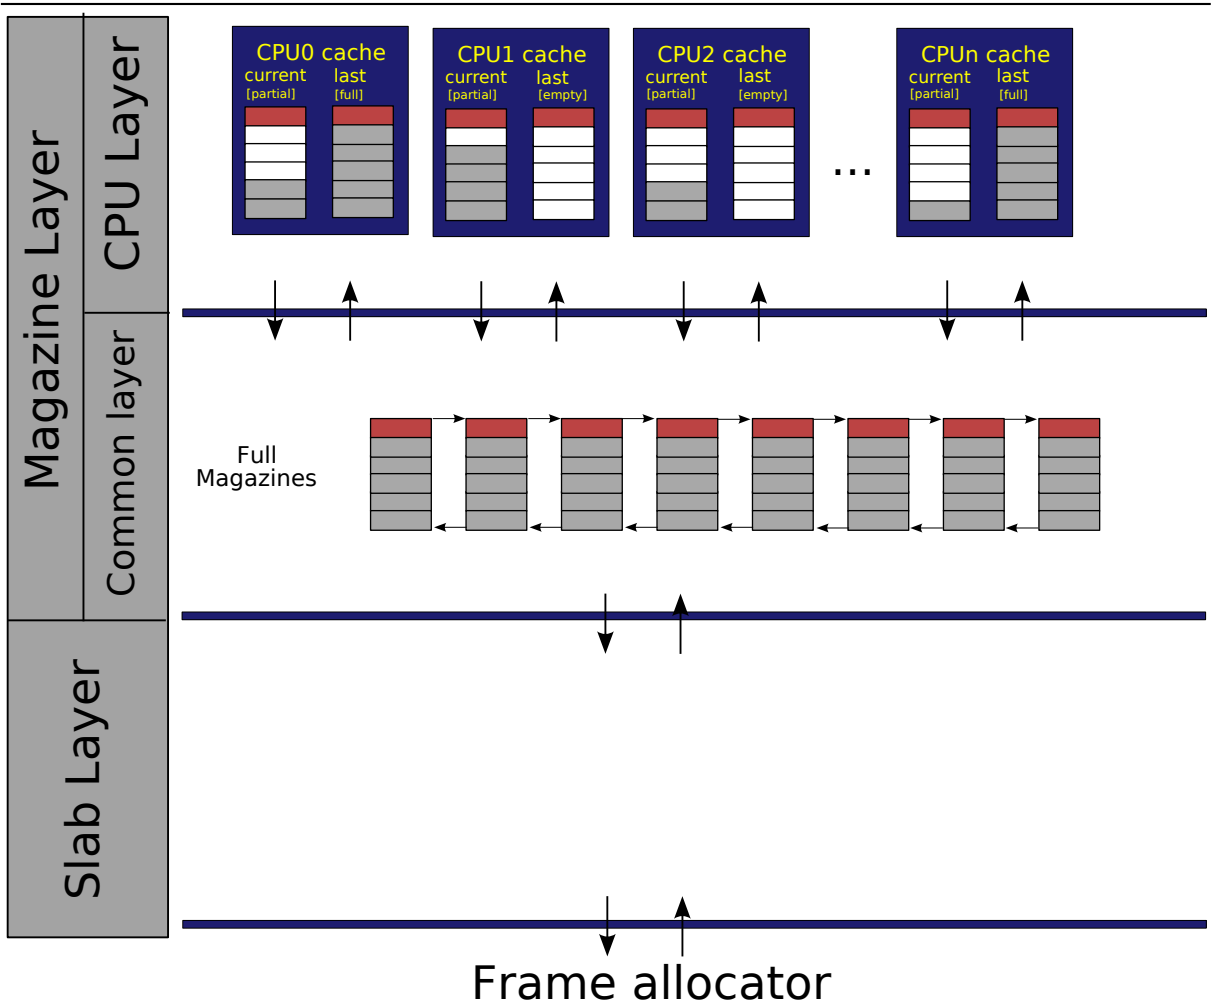 Magazine Layer
CPU Layer
Common layer
Slab Layer
CPU0 cache
current last
[partial] [full]
CPU1 cache
current last
[partial] [empty]
CPU2 cache
current last
[partial] [empty]
...
CPUn cache
current last
[partial] [full]
Full
Magazines
Frame allocator